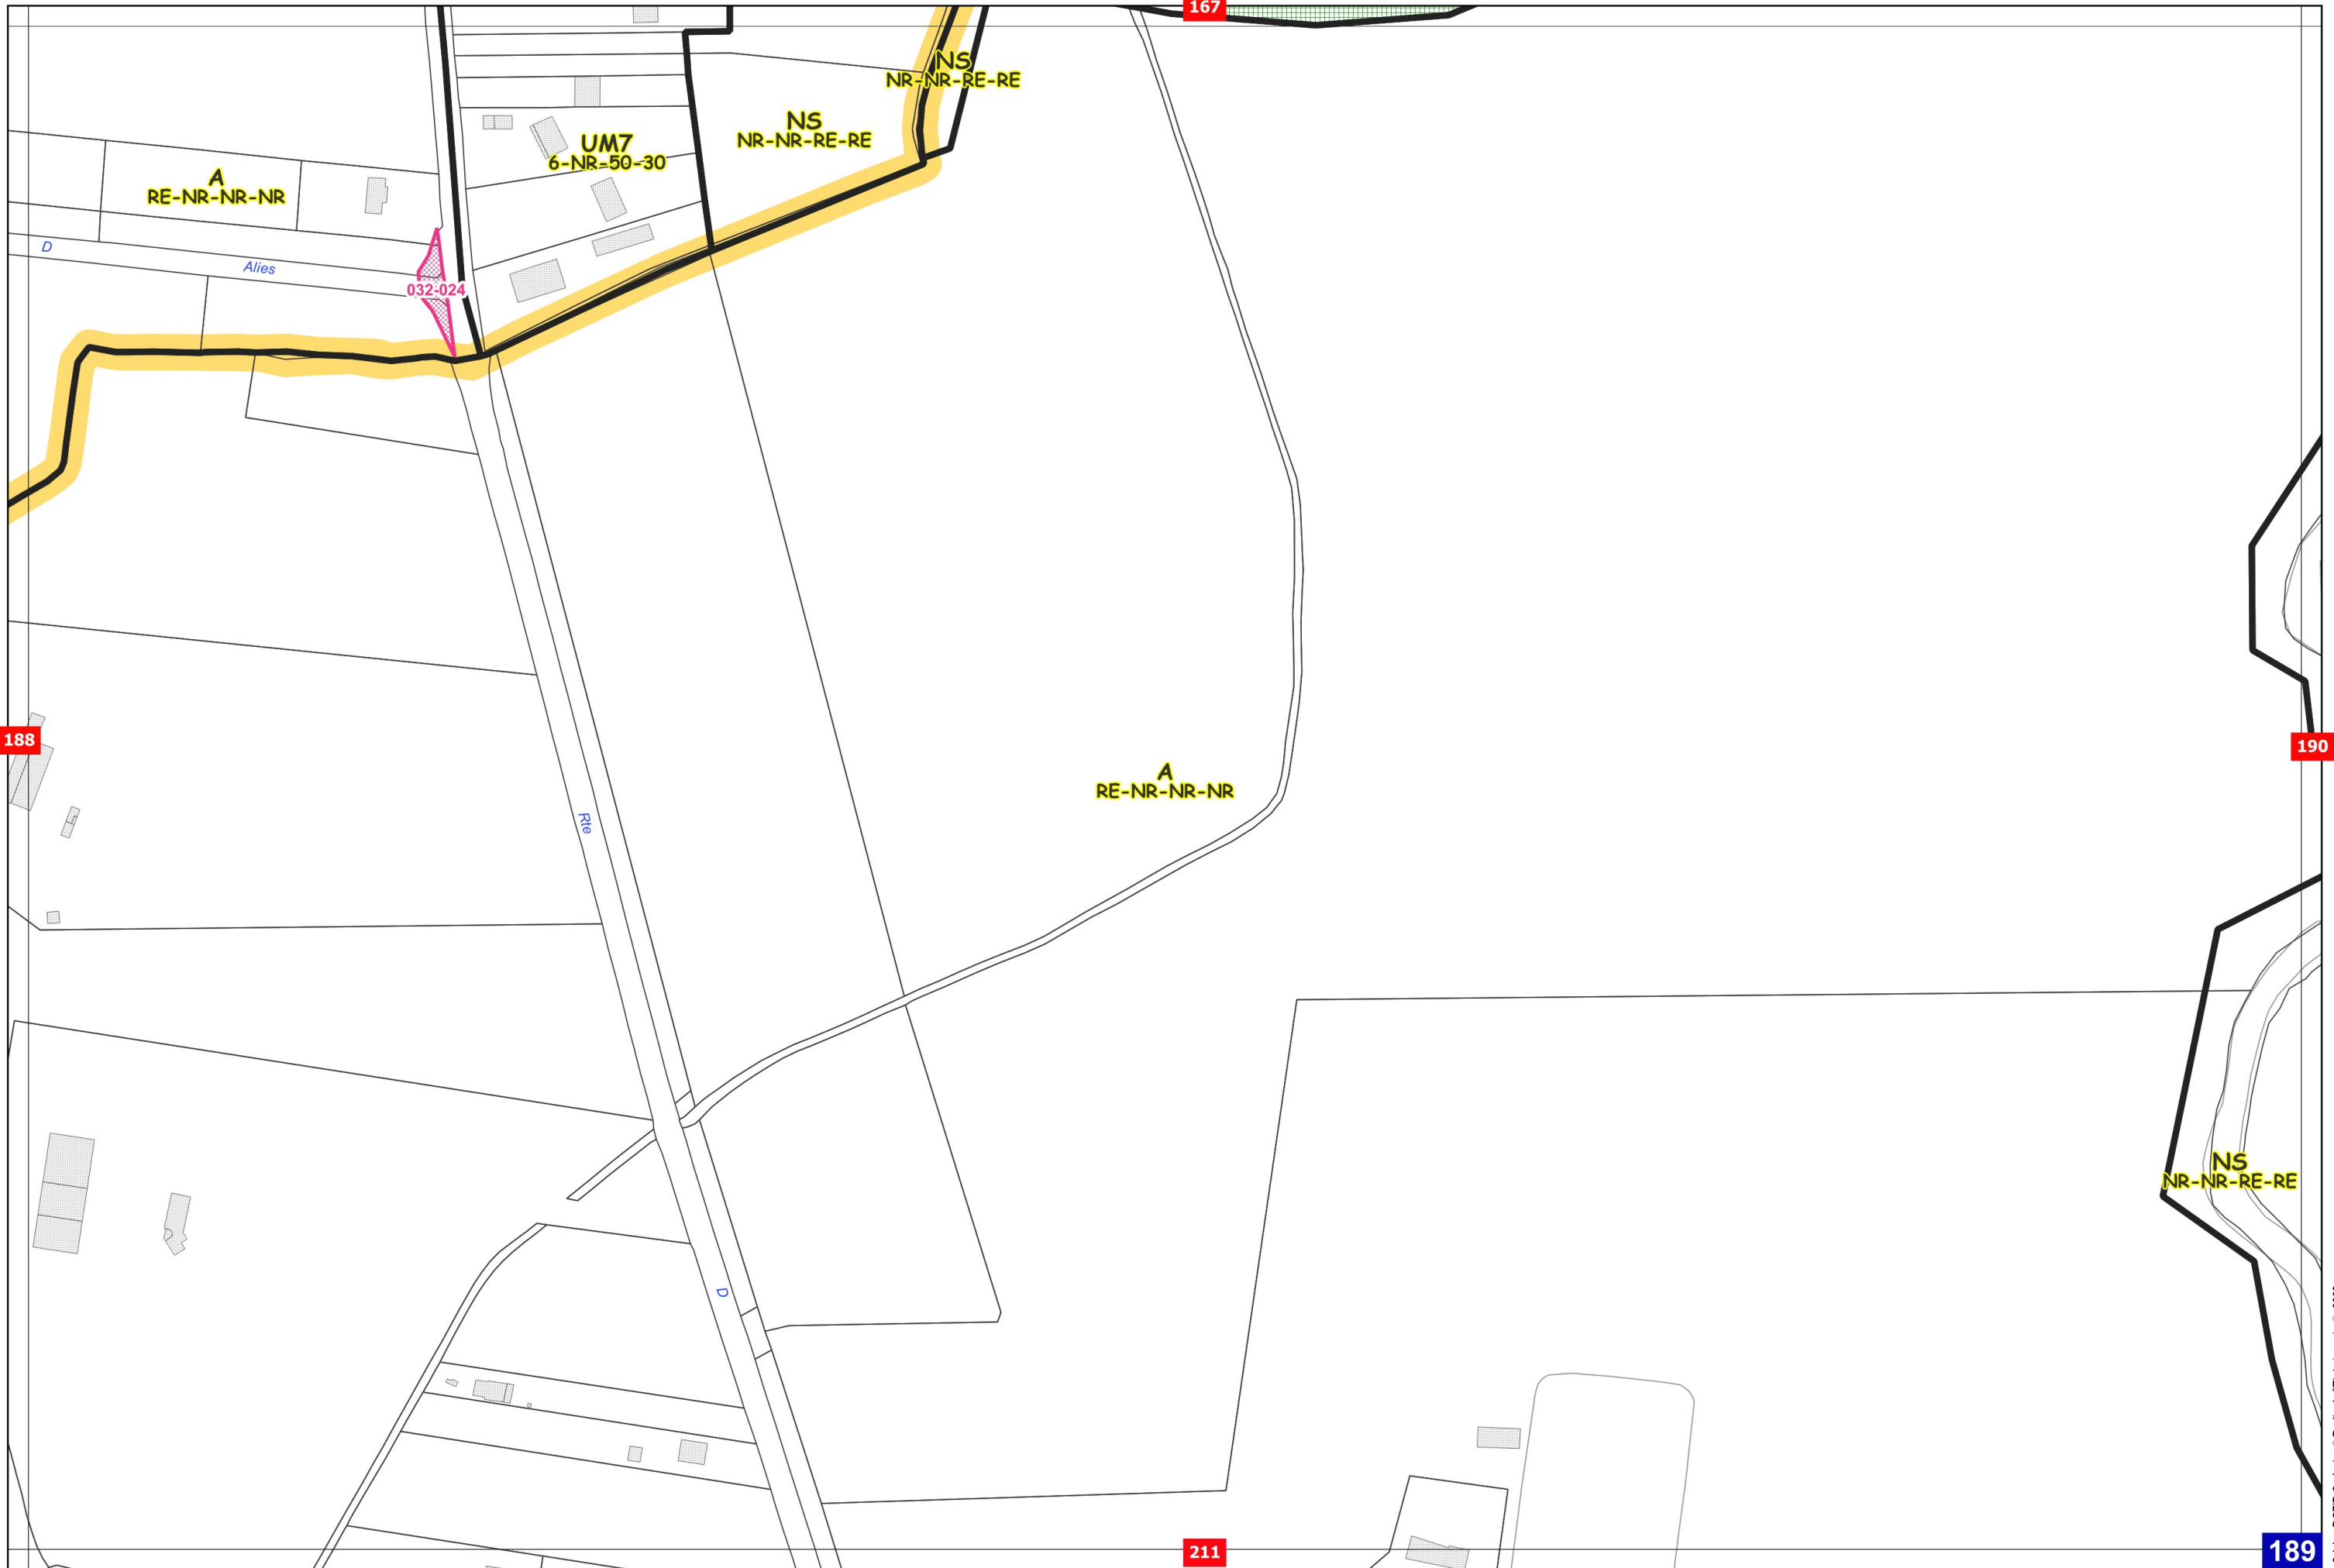 167
NS
NR-NR-RE-RE
NS
NR-NR-RE-RE
UM7
6-NR-50-30
A
RE-NR-NR-NR
D
Alies
032-024
188
190
A
RE-NR-NR-NR
Rte
NS
NR-NR-RE-RE
D
211
189